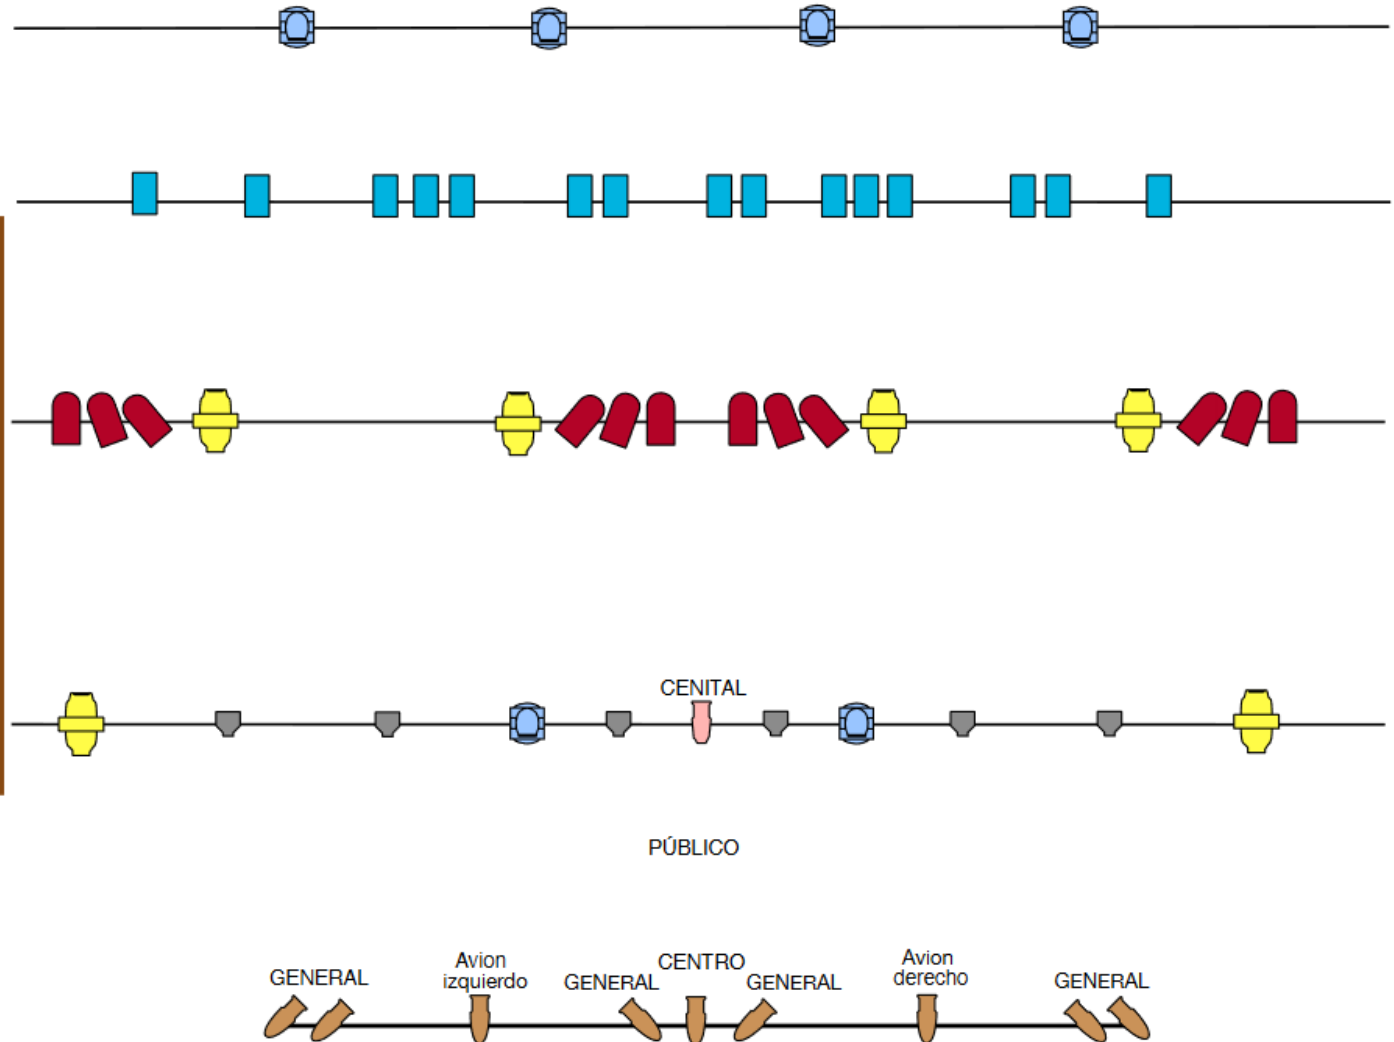 CENITAL
PÚBLICO
GENERAL
Avion
izquierdo
GENERAL
CENTRO
GENERAL
Avion
derecho
GENERAL